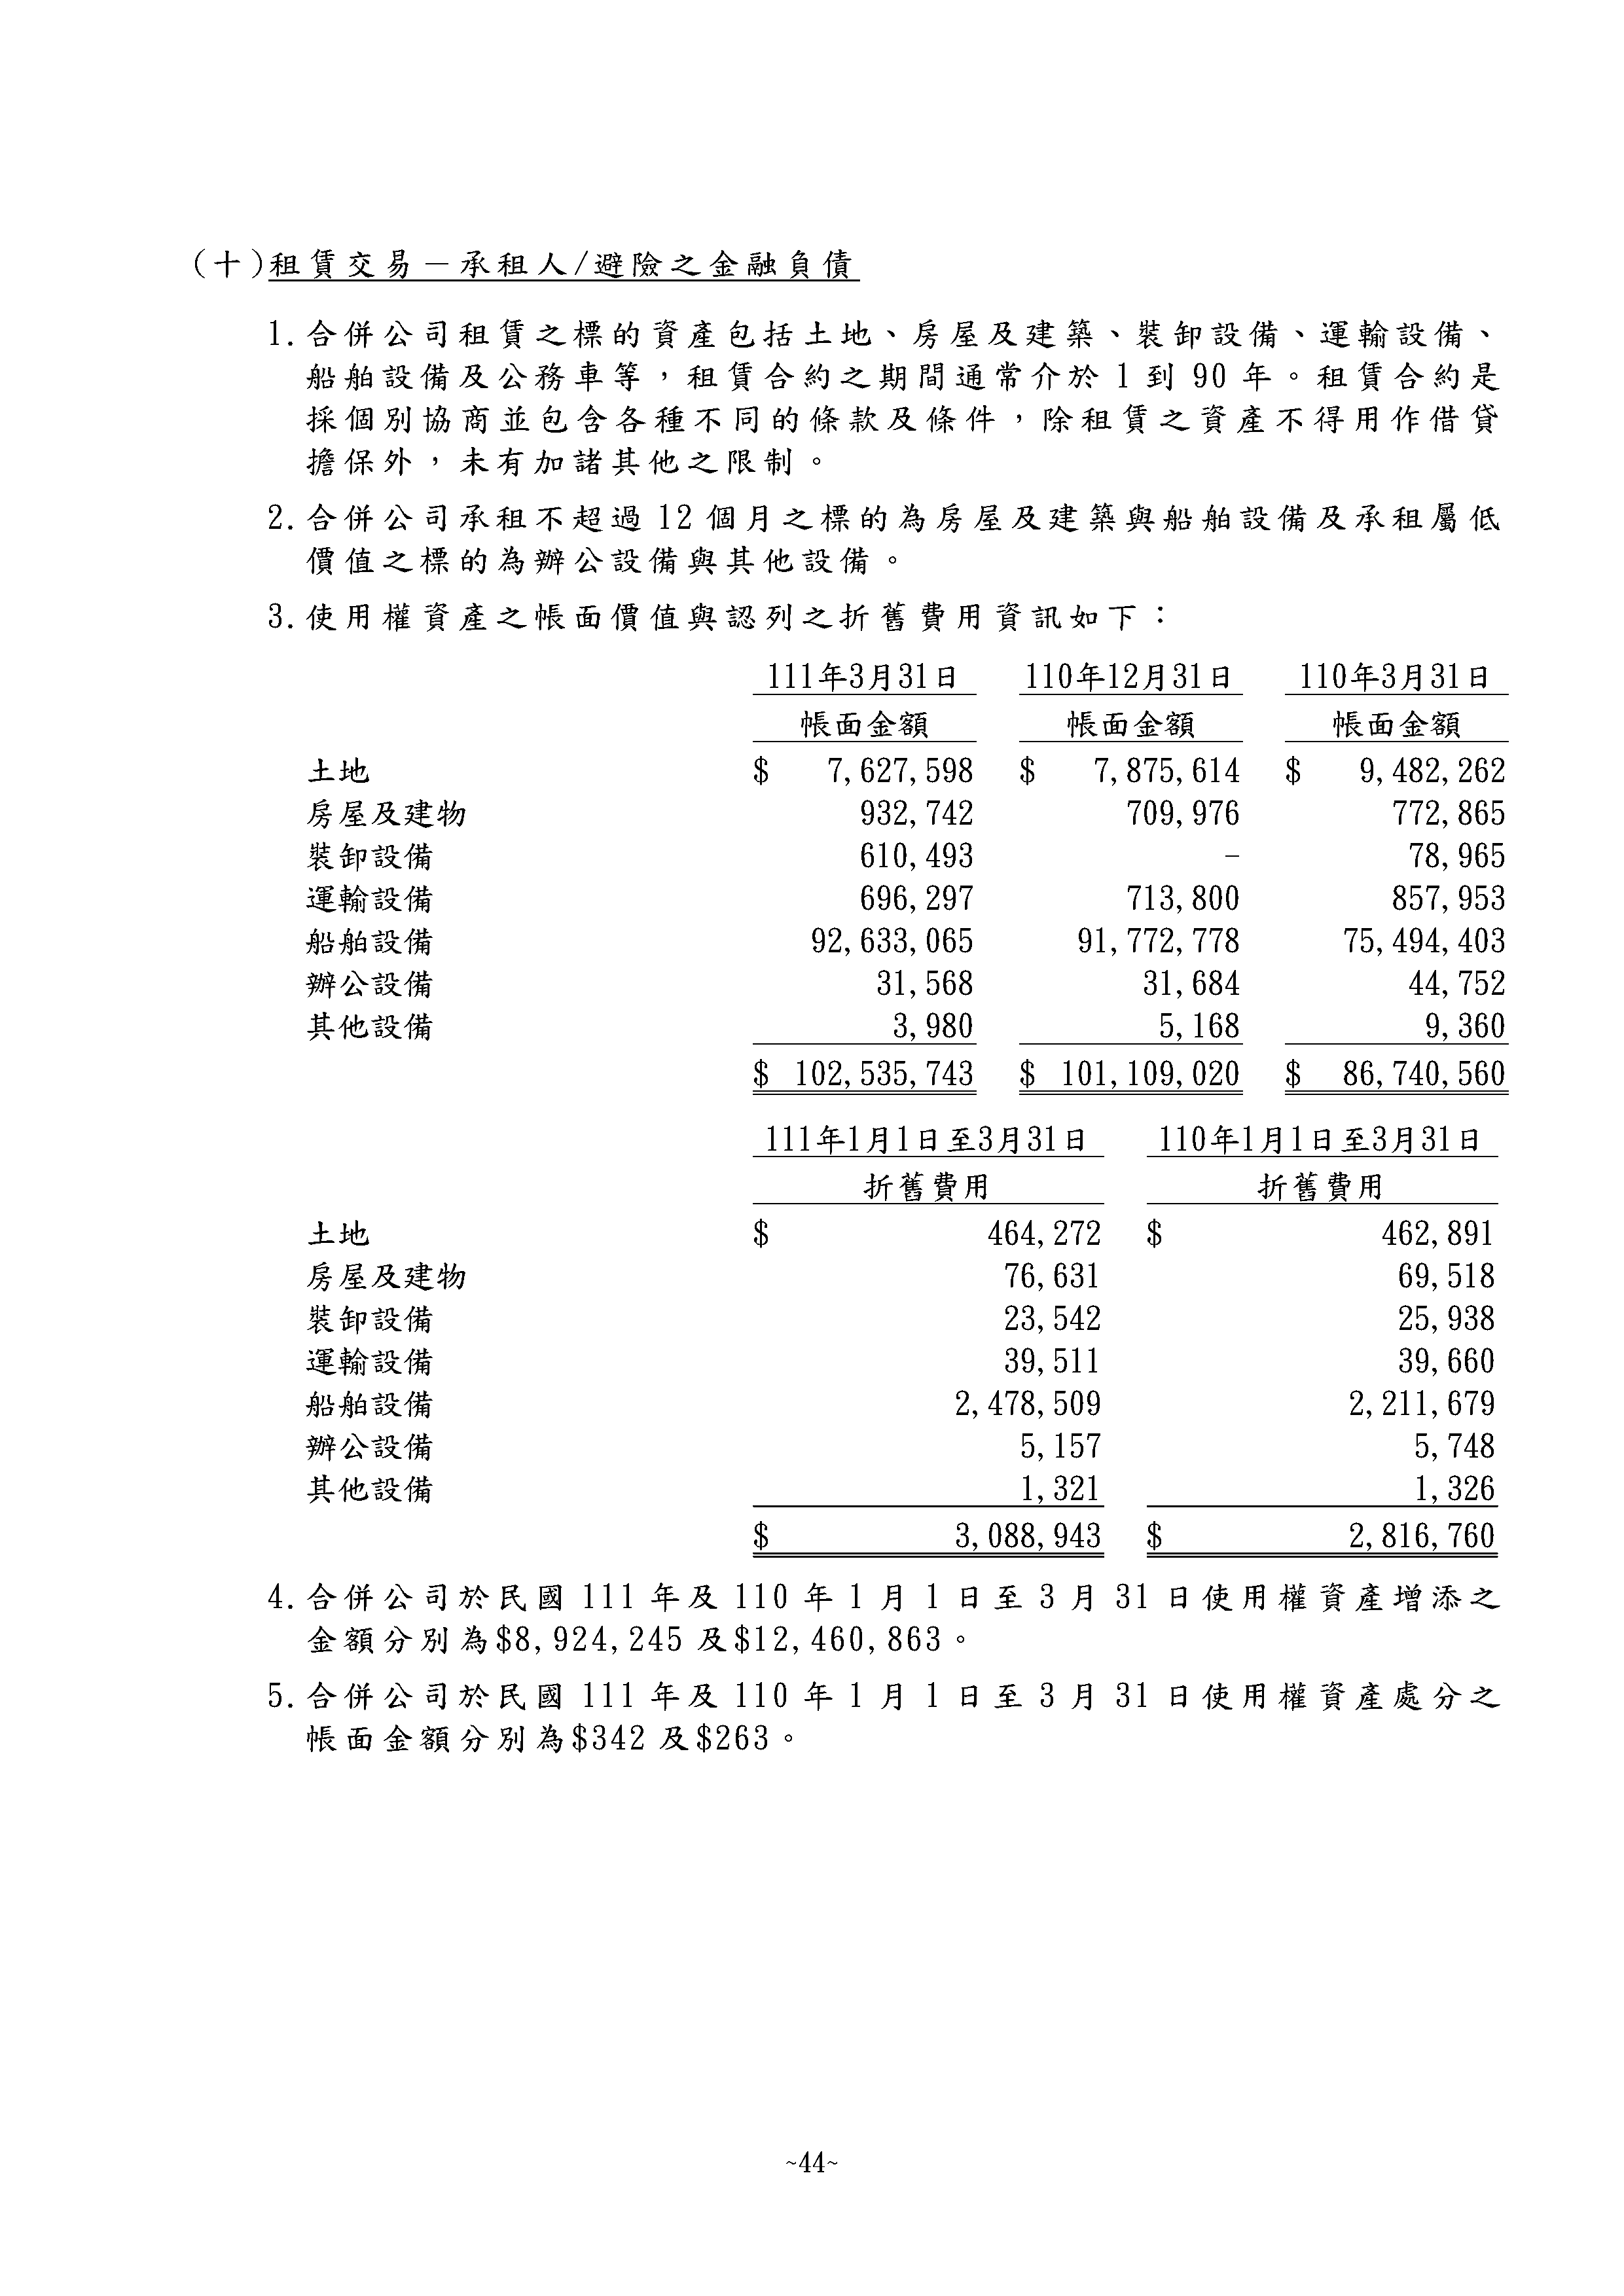 (十)租賃交易－承租人/避險之金融負債
1.合併公司租賃之標的資產包括土地、房屋及建築、裝卸設備、運輸設備、
船舶設備及公務車等，租賃合約之期間通常介於 1 到 90 年。租賃合約是
採個別協商並包含各種不同的條款及條件，除租賃之資產不得用作借貸
擔保外，未有加諸其他之限制。
2.合併公司承租不超過 12 個月之標的為房屋及建築與船舶設備及承租屬低
價值之標的為辦公設備與其他設備。
3.使用權資產之帳面價值與認列之折舊費用資訊如下：
111年3月31日 110年12月31日 110年3月31日
帳面金額 帳面金額 帳面金額
土地 $ 7,627,598 $ 7,875,614 $ 9,482,262
房屋及建物 932,742 709,976 772,865
裝卸設備 610,493 - 78,965
運輸設備 696,297 713,800 857,953
船舶設備 92,633,065 91,772,778 75,494,403
辦公設備 31,568 31,684 44,752
其他設備 3,980 5,168 9,360
$ 102,535,743 $ 101,109,020 $ 86,740,560
111年1月1日至3月31日 110年1月1日至3月31日
折舊費用 折舊費用
土地 $ 464,272 $ 462,891
房屋及建物 76,631 69,518
裝卸設備 23,542 25,938
運輸設備 39,511 39,660
船舶設備 2,478,509 2,211,679
辦公設備 5,157 5,748
其他設備 1,321 1,326
$ 3,088,943 $ 2,816,760
4.合併公司於民國 111 年及 110 年 1 月 1 日至 3 月 31 日使用權資產增添之
金額分別為$8,924,245 及$12,460,863。
5.合併公司於民國 111 年及 110 年 1 月 1 日至 3 月 31 日使用權資產處分之
帳面金額分別為$342 及$263。
~44~